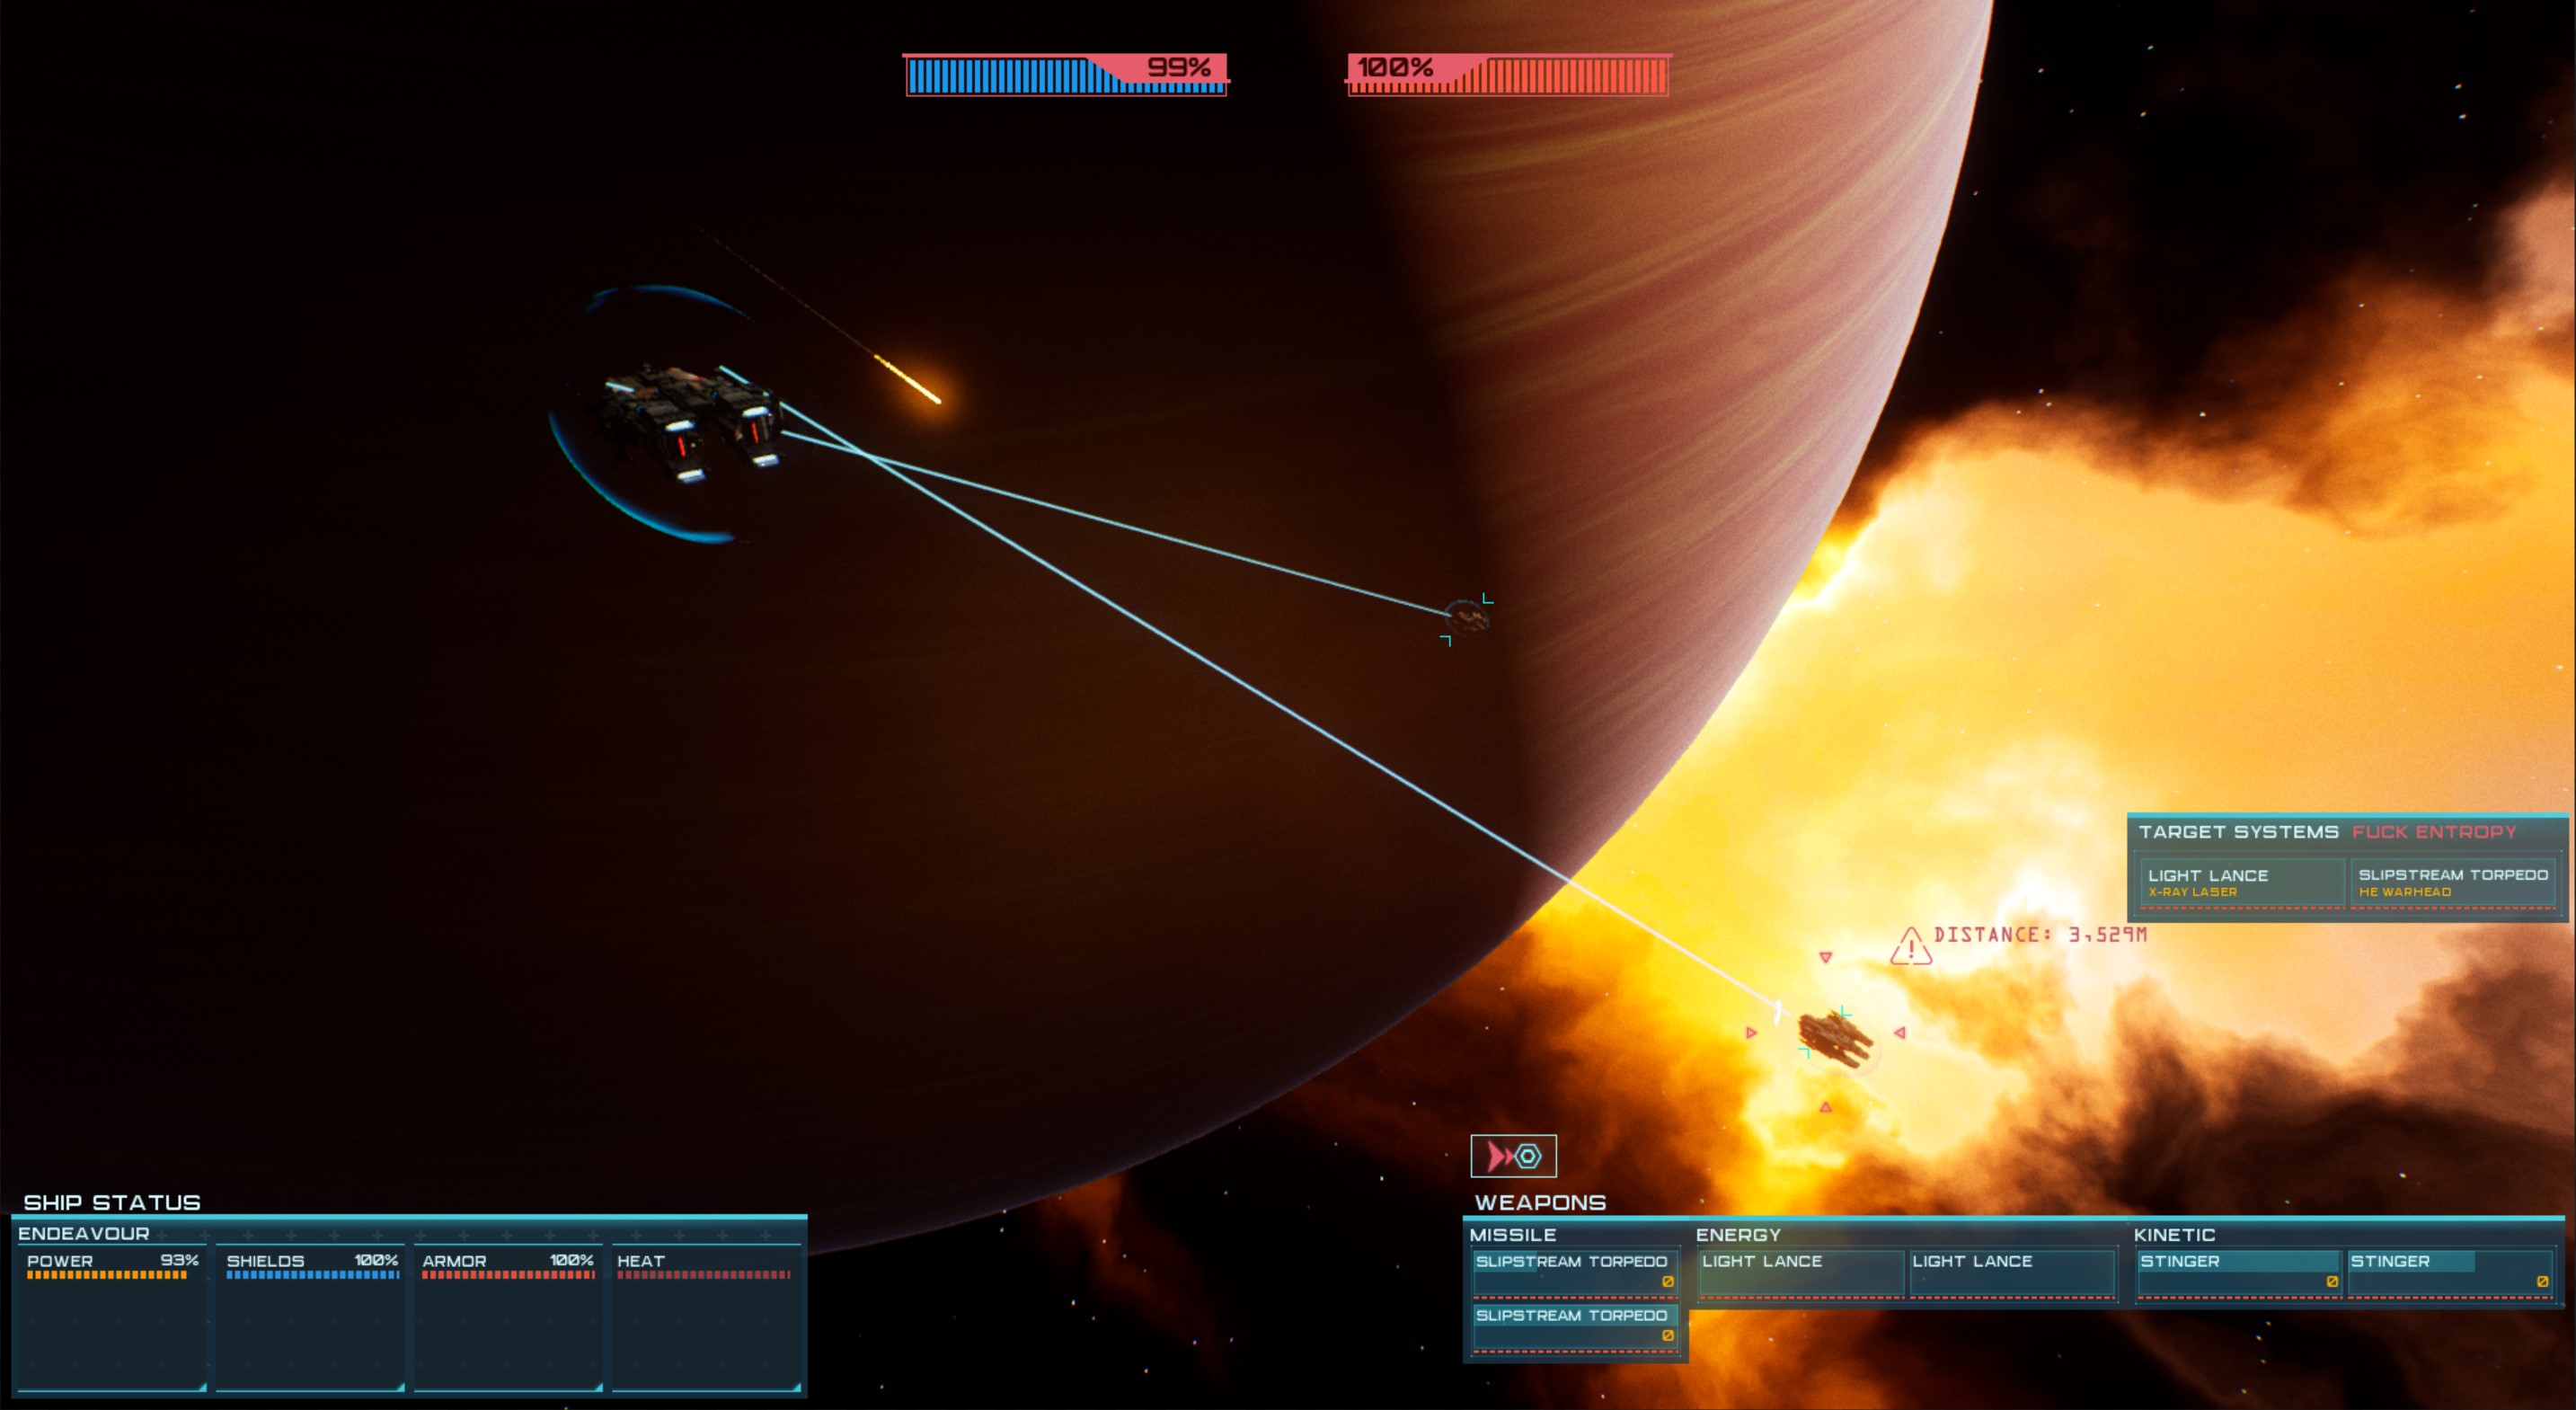 99%
100%
TARGET SYSTEMS FUCK ENTROPY
LIGHT LANCE
X-RAY LASER
SLIPSTREAM TORPEDO
HE WARHEAD
DISTANCE: 3,529M
SHIP STATUS
ENDEAVOUR
POWER 93%
SHIELDS 100%
ARMOR 100%
HEAT
WEAPONS
MISSILE
SLIPSTREAM TORPEDO
0
SLIPSTREAM TORPEDO
0
ENERGY
LIGHT LANCE
LIGHT LANCE
KINETIC
STINGER
0
STINGER
0